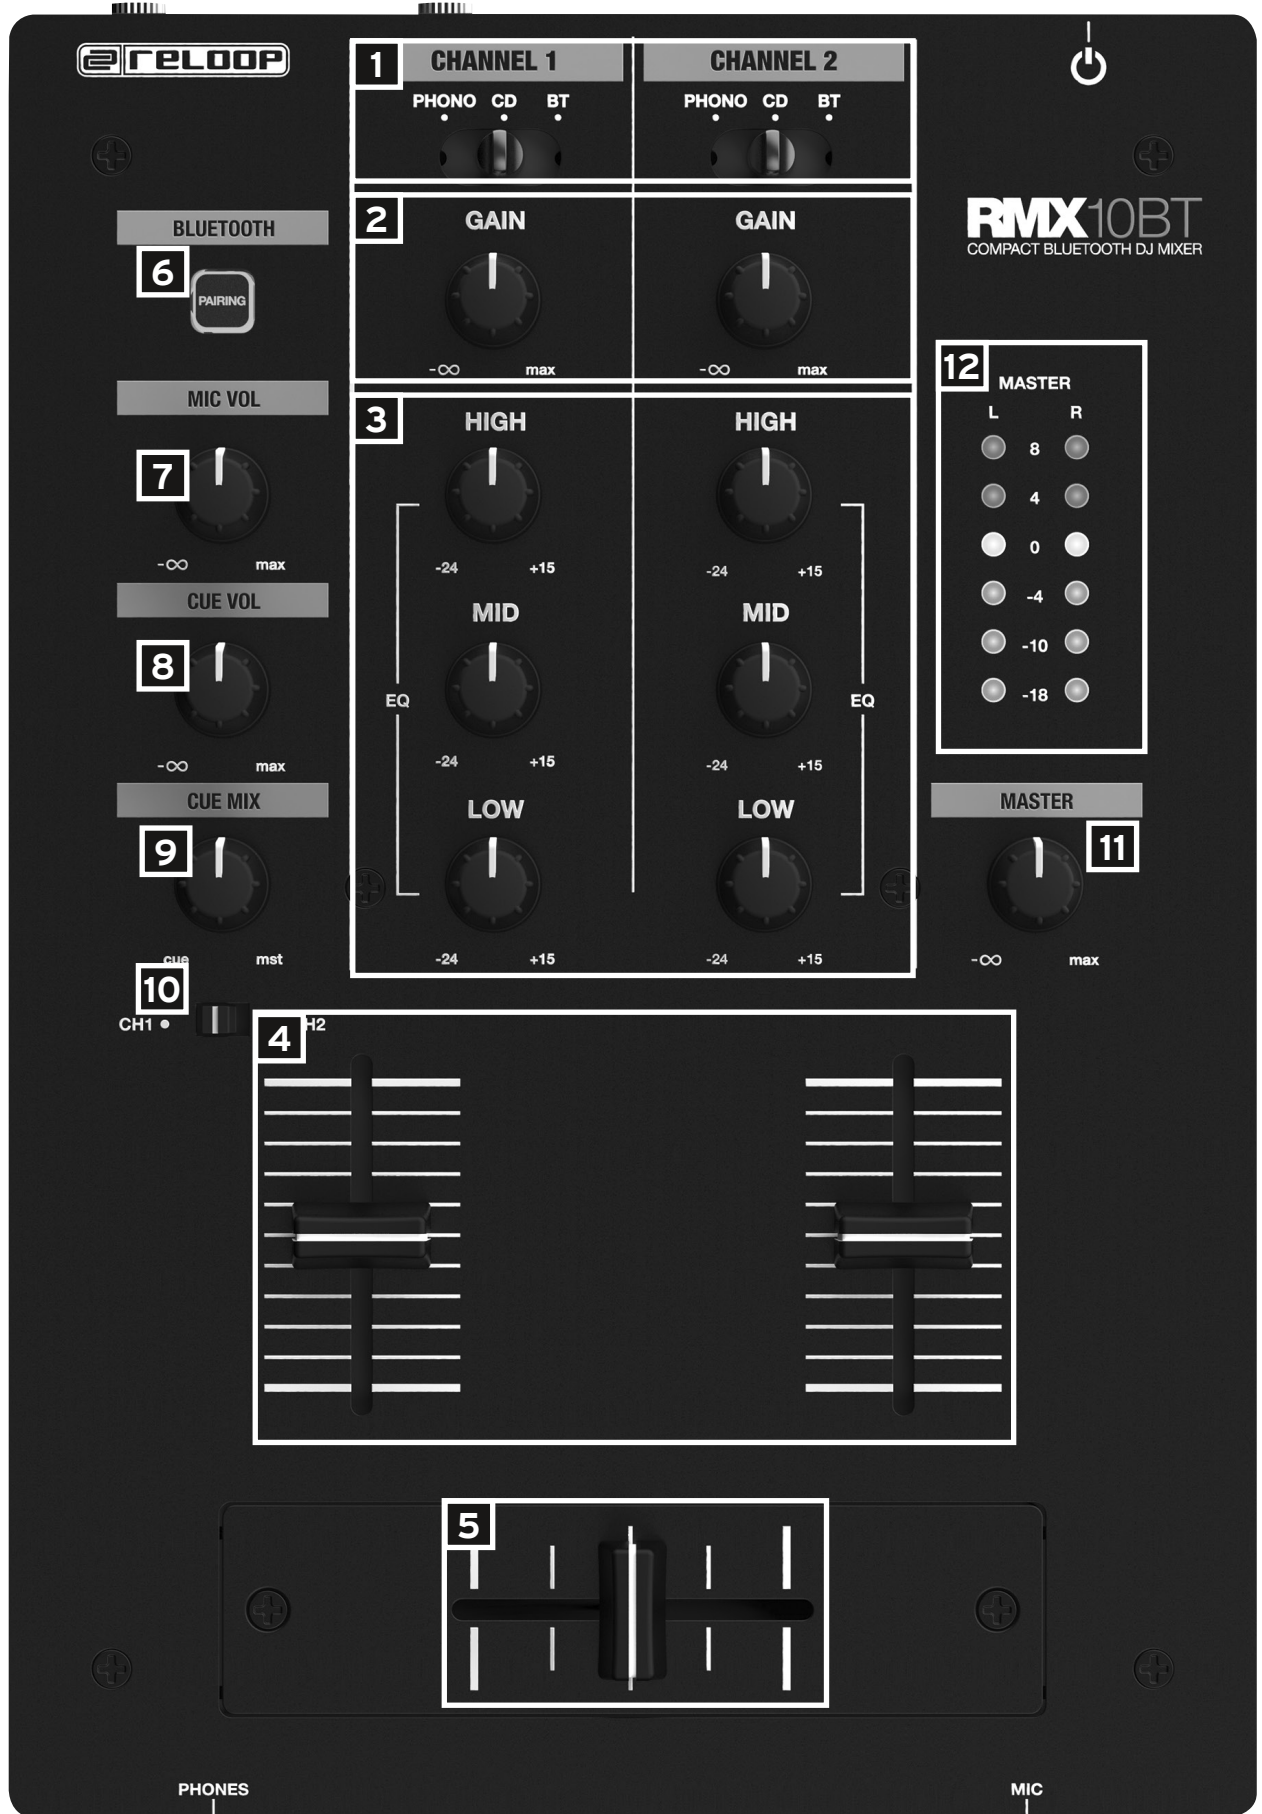 RELOOP
1 CHANNEL 1 CHANNEL 2
PHONO CD BT PHONO CD BT
RMX10BT
COMPACT BLUETOOTH DJ MIXER
BLUETOOTH
6
PAIRING
2 GAIN GAIN
-∞ max -∞ max
MIC VOL
7
-∞ max
CUE VOL
8
-∞ max
CUE MIX
9
cue mst
10
CH1 H2
3 HIGH HIGH
-24 +15 -24 +15
MID MID
EQ EQ
-24 +15 -24 +15
LOW LOW
-24 +15 -24 +15
12
MASTER
L R
8
4
0
-4
-10
-18
MASTER
11
-∞ max
4
5
PHONES MIC